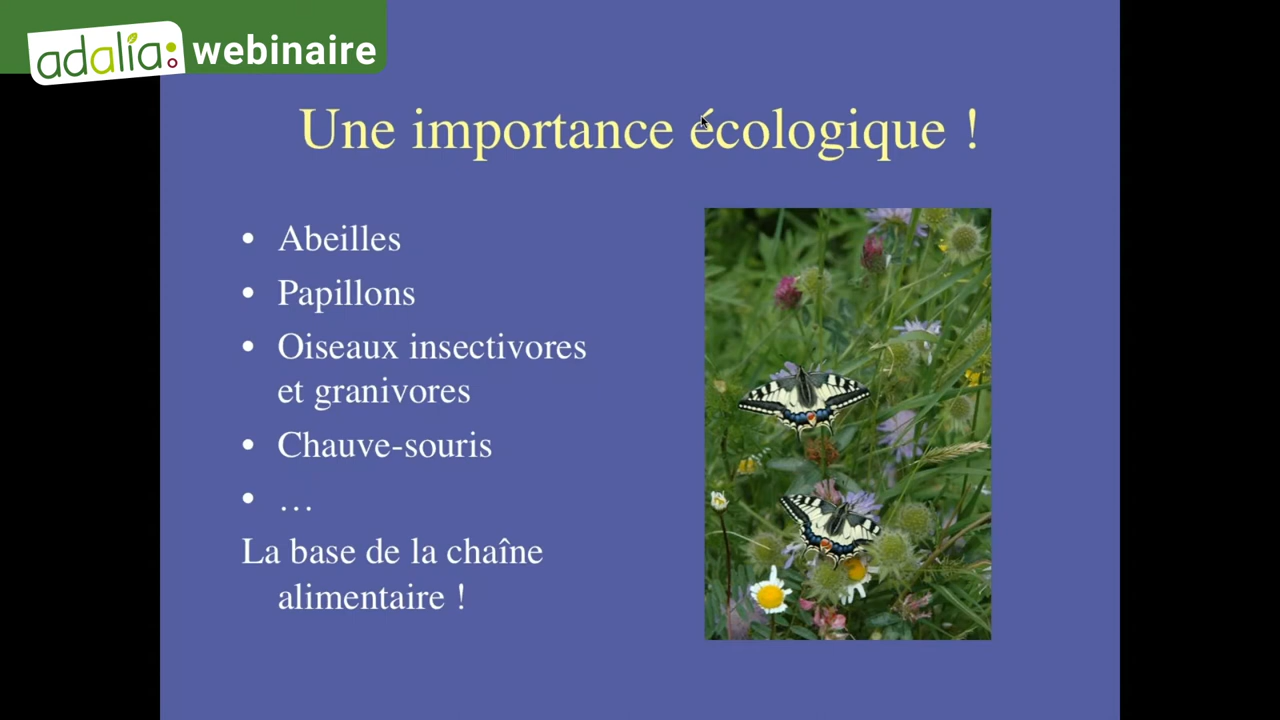 adalia: webinaire
Une importance écologique !
• Abeilles
• Papillons
• Oiseaux insectivores
et granivores
• Chauve-souris
• …
La base de la chaîne
alimentaire !